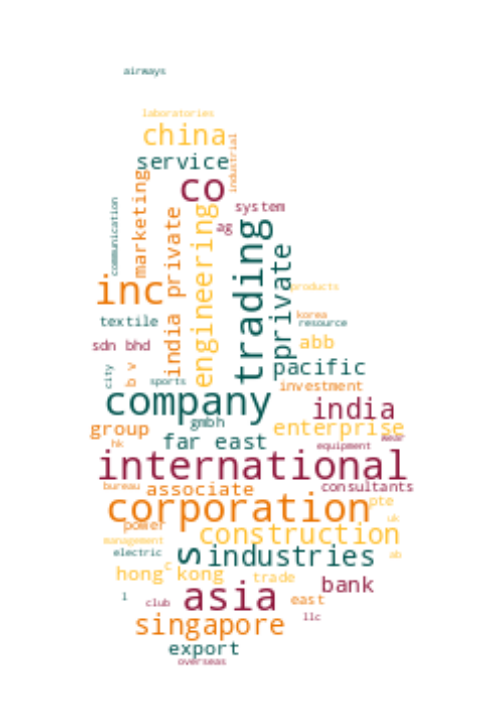 airways
laboratories
china
service
industrial
co
marketing
communication
system
ag
india private
engineering
trading
private
inc
products
korea
textile
resource
abb
sdn bhd
pacific
city
b v
sports
investment
company
india
gmbh
group
enterprise
far east
wear
hk
equipment
international
bureau
associate
consultants
corporation
pte
uk
power
construction
management
electric
s
industries
ab
c
hong kong
trade
bank
l
club
asia
east
llc
singapore
export
overseas